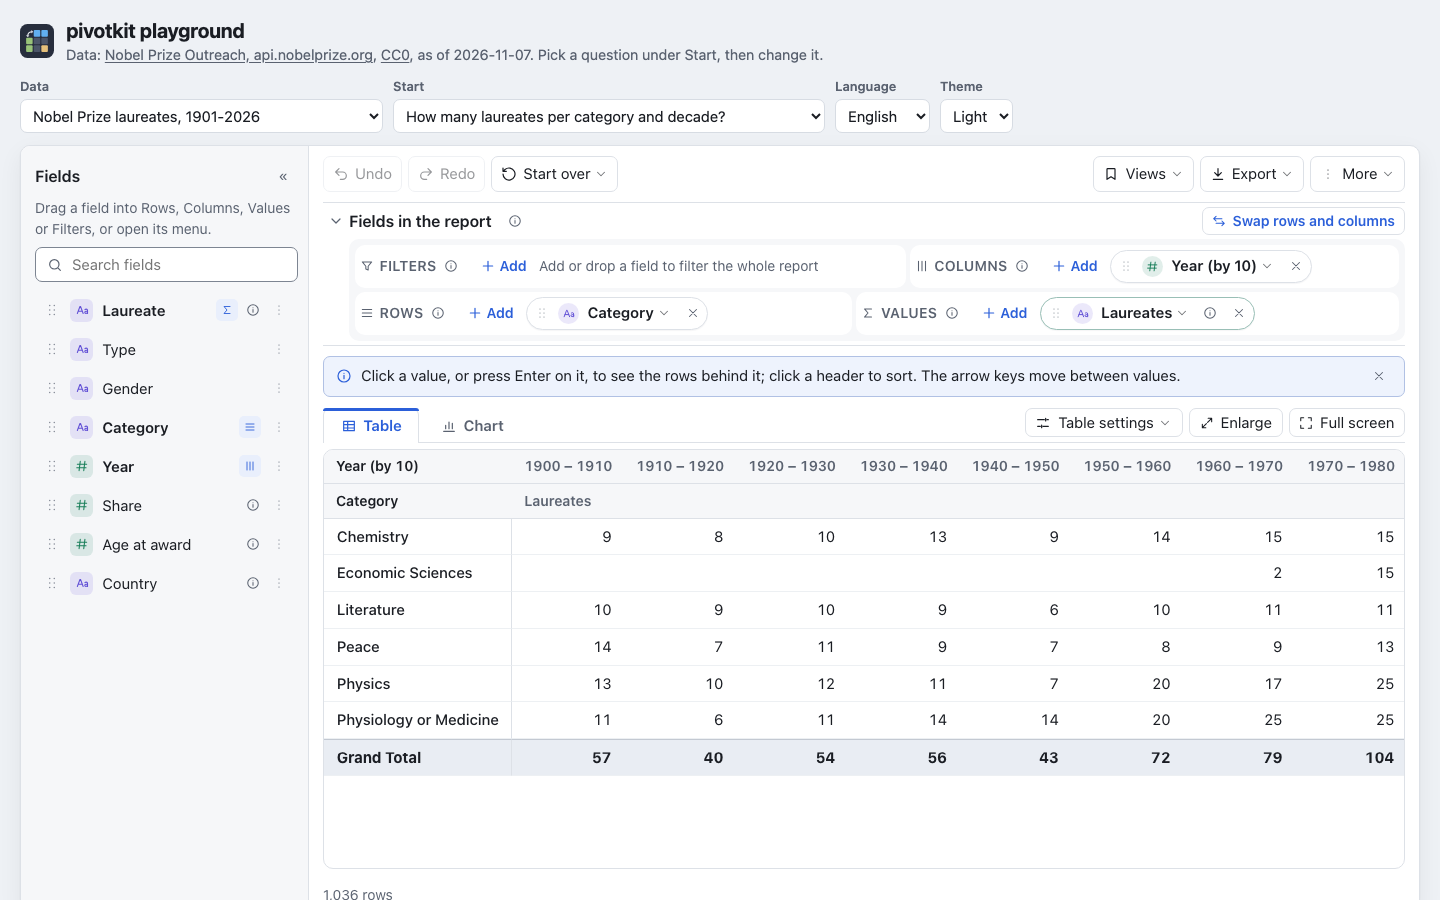 pivotkit playground
Data: Nobel Prize Outreach, api.nobelprize.org, CC0, as of 2026-11-07. Pick a question under Start, then change it.
Data Start Language Theme
Nobel Prize laureates, 1901-2026 How many laureates per category and decade? English Light
Fields «
Drag a field into Rows, Columns, Values
or Filters, or open its menu.
Search fields
Aa Laureate Σ
Aa Type
Aa Gender
Aa Category
# Year
# Share
# Age at award
Aa Country
Undo Redo Start over Views Export More
Fields in the report Swap rows and columns
FILTERS + Add Add or drop a field to filter the whole report COLUMNS + Add # Year (by 10)
ROWS + Add Aa Category Σ VALUES + Add Aa Laureates
Click a value, or press Enter on it, to see the rows behind it; click a header to sort. The arrow keys move between values.
Table Chart Table settings Enlarge Full screen
Year (by 10) 1900 – 1910 1910 – 1920 1920 – 1930 1930 – 1940 1940 – 1950 1950 – 1960 1960 – 1970 1970 – 1980
Category Laureates
Chemistry 9 8 10 13 9 14 15 15
Economic Sciences 2 15
Literature 10 9 10 9 6 10 11 11
Peace 14 7 11 9 7 8 9 13
Physics 13 10 12 11 7 20 17 25
Physiology or Medicine 11 6 11 14 14 20 25 25
Grand Total 57 40 54 56 43 72 79 104
1,036 rows